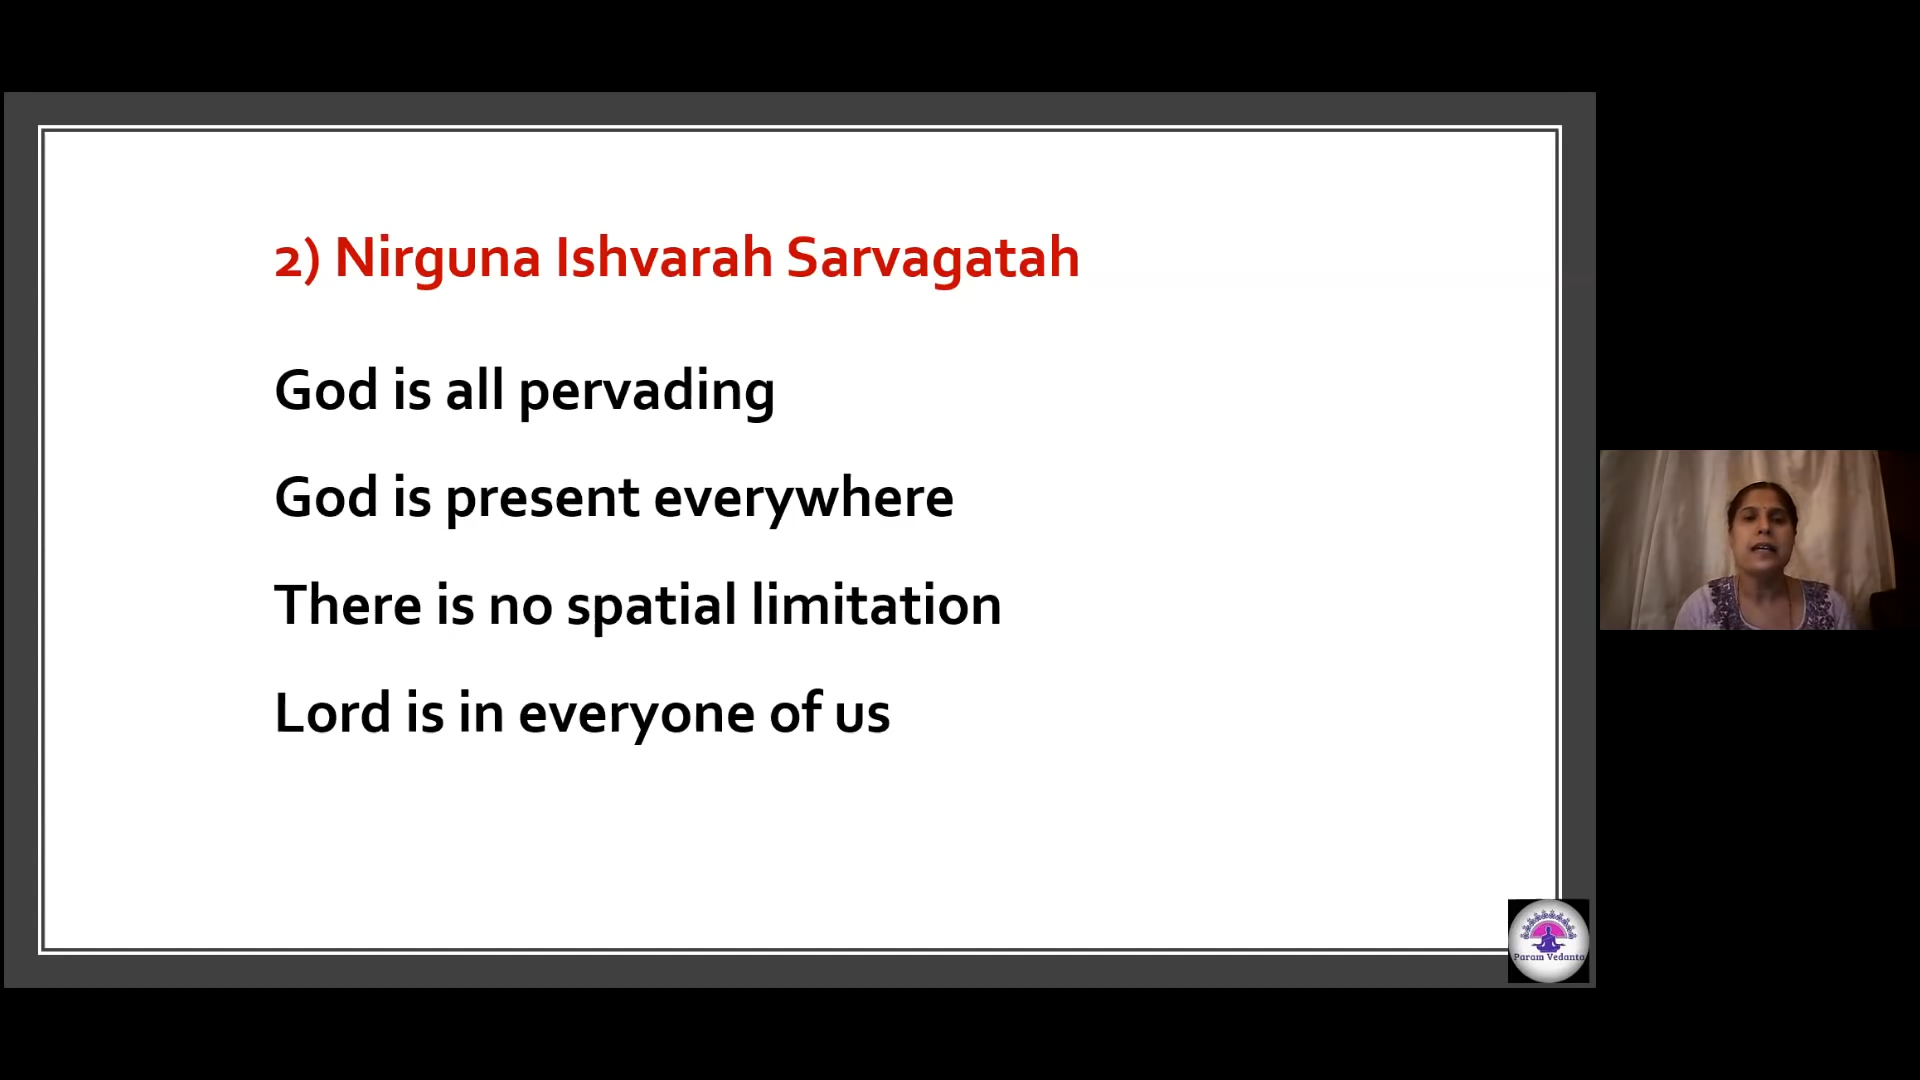 2) Nirguna Ishvarah Sarvagatah
God is all pervading
God is present everywhere
There is no spatial limitation
Lord is in everyone of us
Param Vedanta